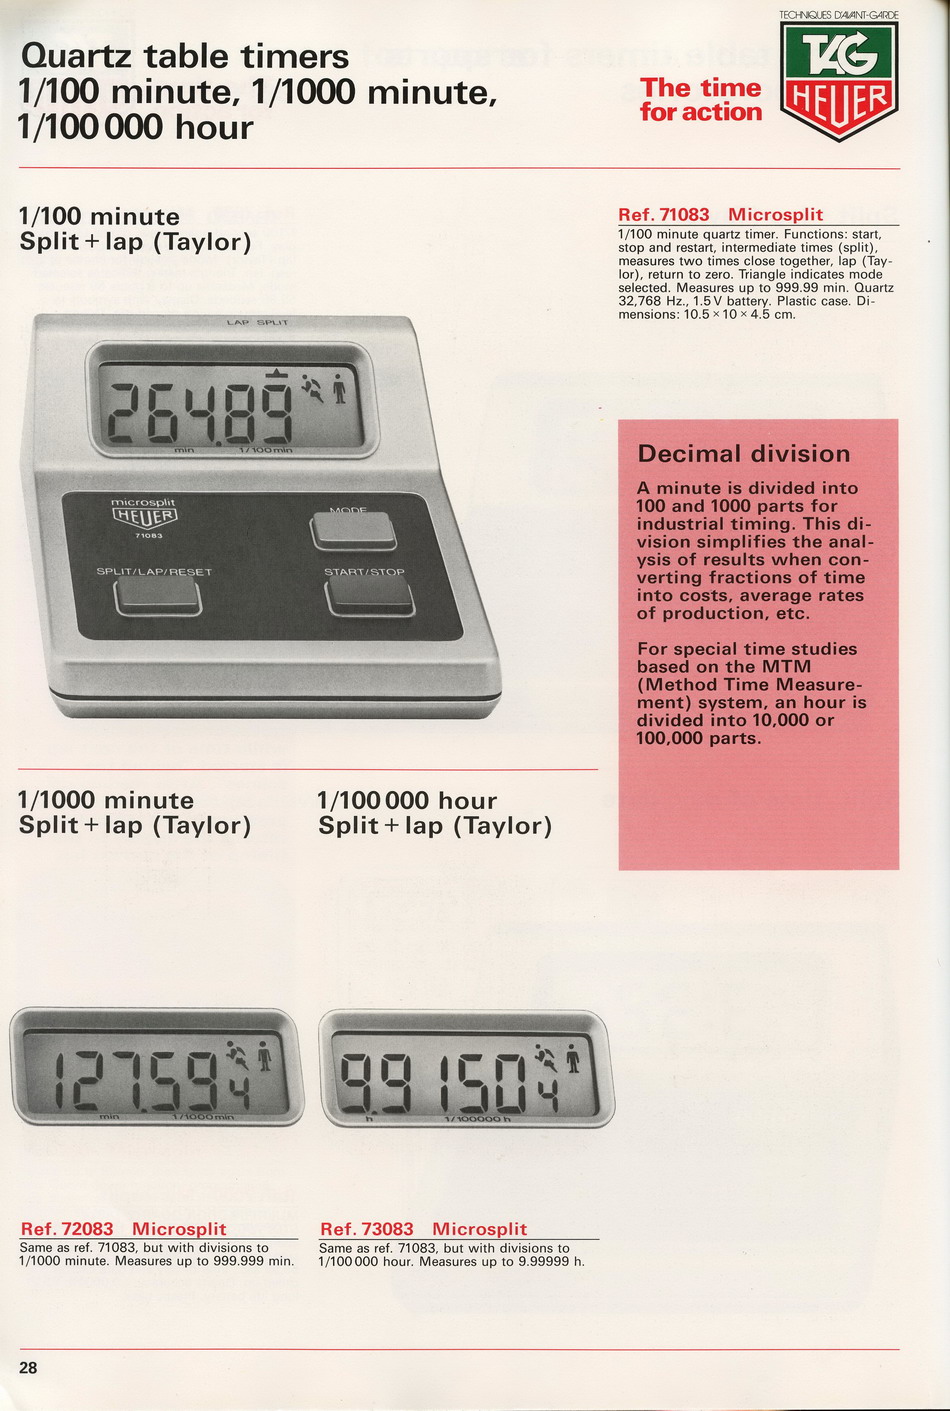 TECHNIQUES D'AVANT-GARDE
TAG
HEUER
Quartz table timers
1/100 minute, 1/1000 minute,
1/100 000 hour
The time
for action
1/100 minute
Split + lap (Taylor)
LAP SPLIT
264.89
min 1/100min
microsplit
HEUER
71083
MODE
SPLIT/LAP/RESET
START/STOP
Ref. 71083 Microsplit
1/100 minute quartz timer. Functions: start,
stop and restart, intermediate times (split),
measures two times close together, lap (Tay-
lor), return to zero. Triangle indicates mode
selected. Measures up to 999.99 min. Quartz
32,768 Hz., 1.5 V battery. Plastic case. Di-
mensions: 10.5 × 10 × 4.5 cm.
Decimal division
A minute is divided into
100 and 1000 parts for
industrial timing. This di-
vision simplifies the anal-
ysis of results when con-
verting fractions of time
into costs, average rates
of production, etc.
For special time studies
based on the MTM
(Method Time Measure-
ment) system, an hour is
divided into 10,000 or
100,000 parts.
1/1000 minute
Split + lap (Taylor)
127.594
min 1/1000min
Ref. 72083 Microsplit
Same as ref. 71083, but with divisions to
1/1000 minute. Measures up to 999.999 min.
1/100 000 hour
Split + lap (Taylor)
9.91504
h 1/100000 h
Ref. 73083 Microsplit
Same as ref. 71083, but with divisions to
1/100 000 hour. Measures up to 9.99999 h.
28